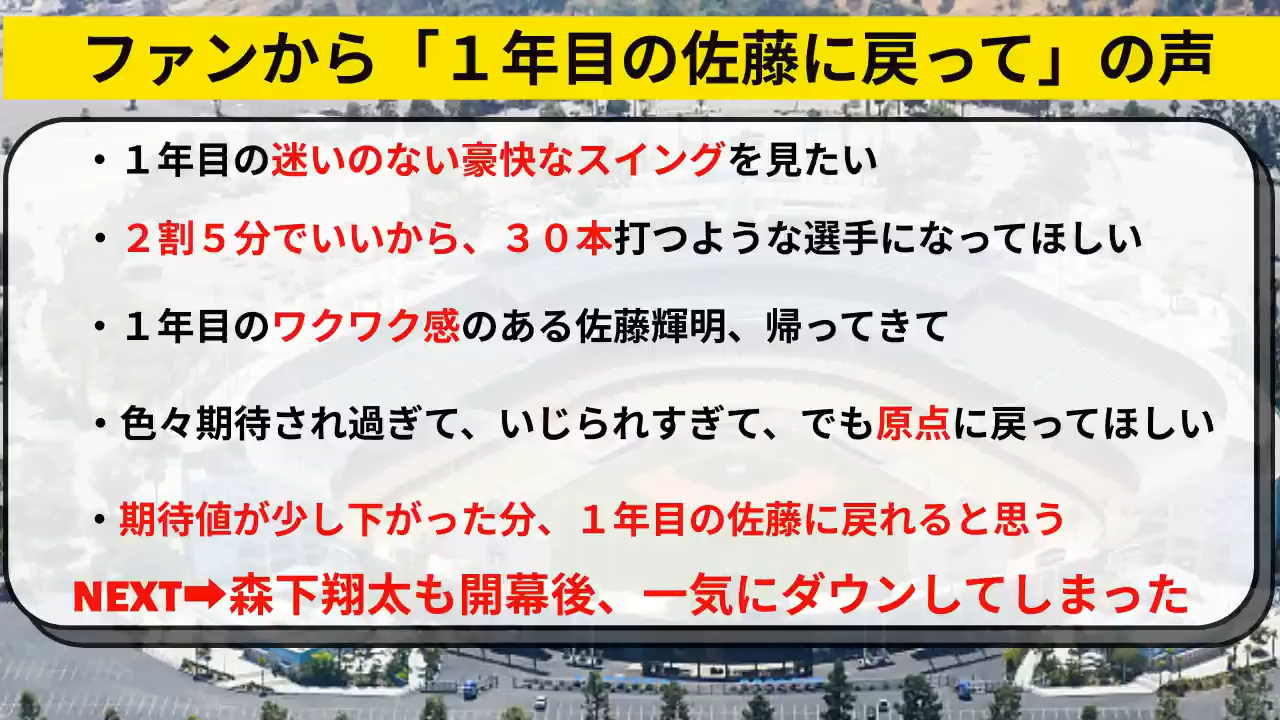 ファンから「１年目の佐藤に戻って」の声
・１年目の迷いのない豪快なスイングを見たい
・２割５分でいいから、３０本打つような選手になってほしい
・１年目のワクワク感のある佐藤輝明、帰ってきて
・色々期待され過ぎて、いじられすぎて、でも原点に戻ってほしい
・期待値が少し下がった分、１年目の佐藤に戻れると思う
NEXT➡森下翔太も開幕後、一気にダウンしてしまった